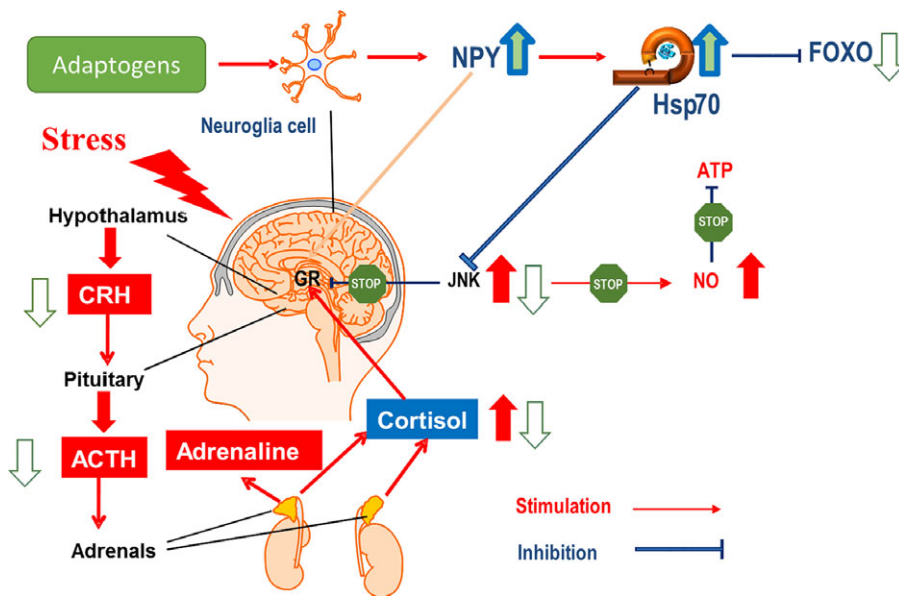 Adaptogens
Neuroglia cell
NPY
Hsp70
FOXO
Stress
Hypothalamus
CRH
Pituitary
ACTH
Adrenals
GR
STOP
JNK
STOP
NO
STOP
ATP
Cortisol
Adrenaline
Stimulation
Inhibition